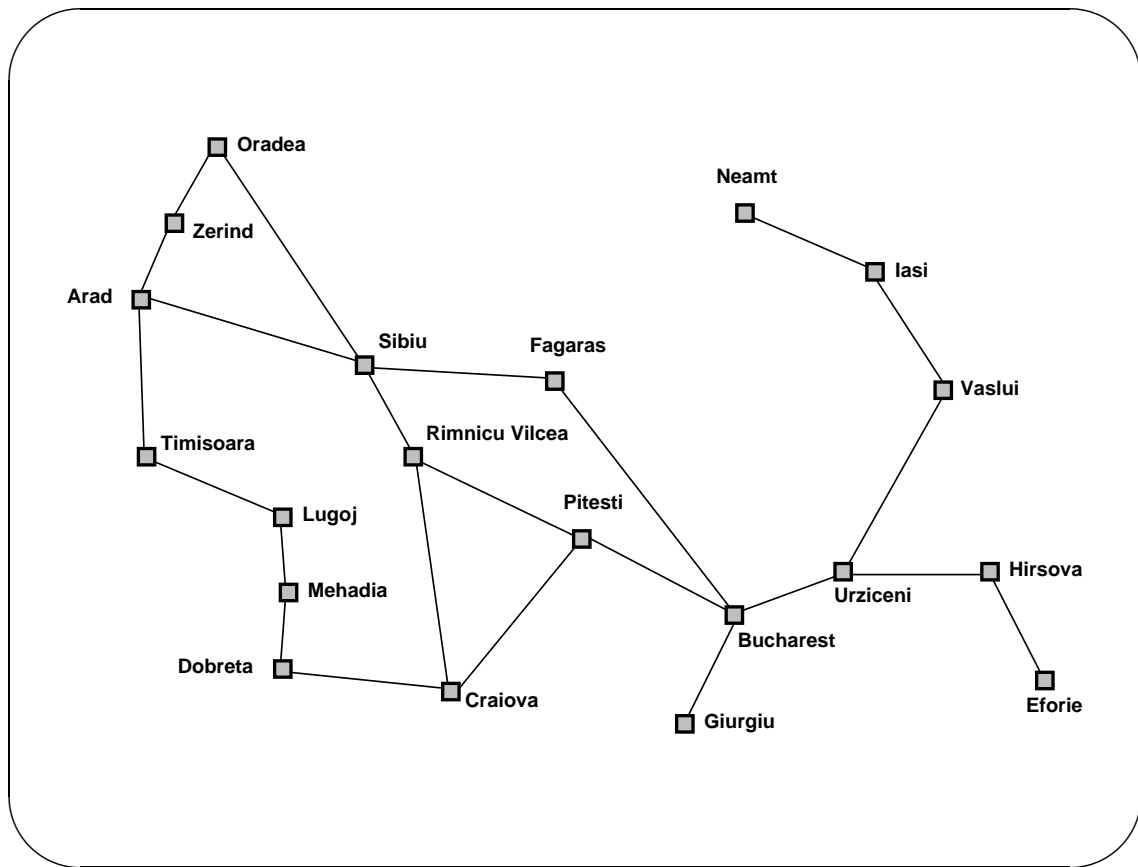 Oradea
Neamt
Zerind
Iasi
Arad
Sibiu
Fagaras
Vaslui
Timisoara
Rimnicu Vilcea
Pitesti
Lugoj
Hirsova
Mehadia
Urziceni
Bucharest
Dobreta
Craiova
Eforie
Giurgiu